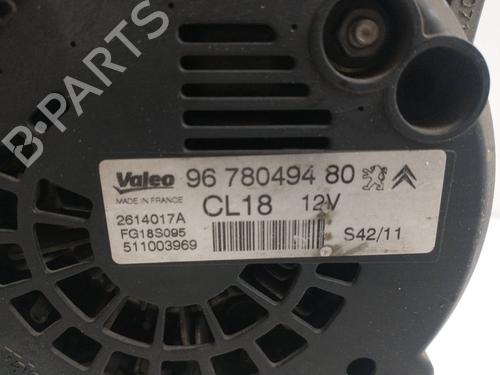 Valeo 96 780494 80
MADE IN FRANCE
CL18 12V
2614017A
FG18S095
511003969
S42/11
B-PARTS